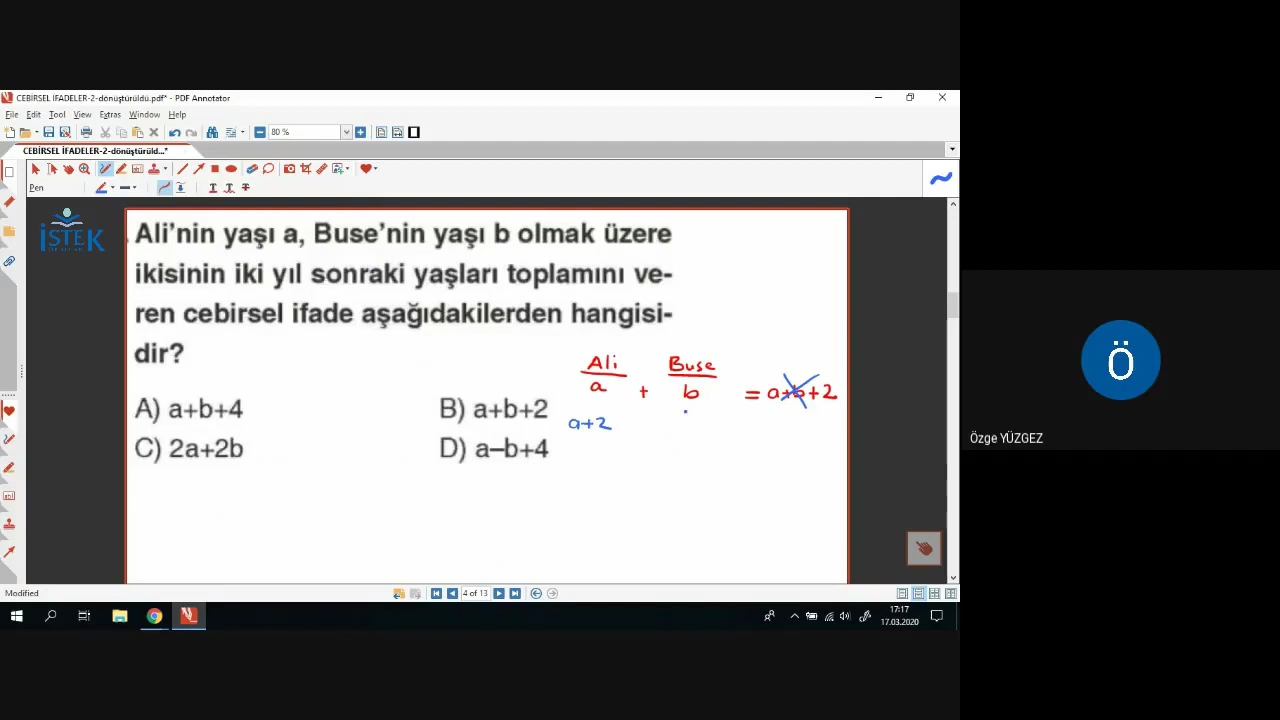 CEBİRSEL İFADELER-2-dönüştürüldü.pdf* - PDF Annotator
File Edit Tool View Extras Window Help
80 %
CEBİRSEL İFADELER-2-dönüştürüld...*
Pen
İSTEK
Ali'nin yaşı a, Buse'nin yaşı b olmak üzere
ikisinin iki yıl sonraki yaşları toplamını ve-
ren cebirsel ifade aşağıdakilerden hangisi-
dir?
Ali Buse
a + b = a+b+2
A) a+b+4 B) a+b+2
a+2
C) 2a+2b D) a–b+4
Ö
Özge YÜZGEZ
Modified
4 of 13
17:17
17.03.2020